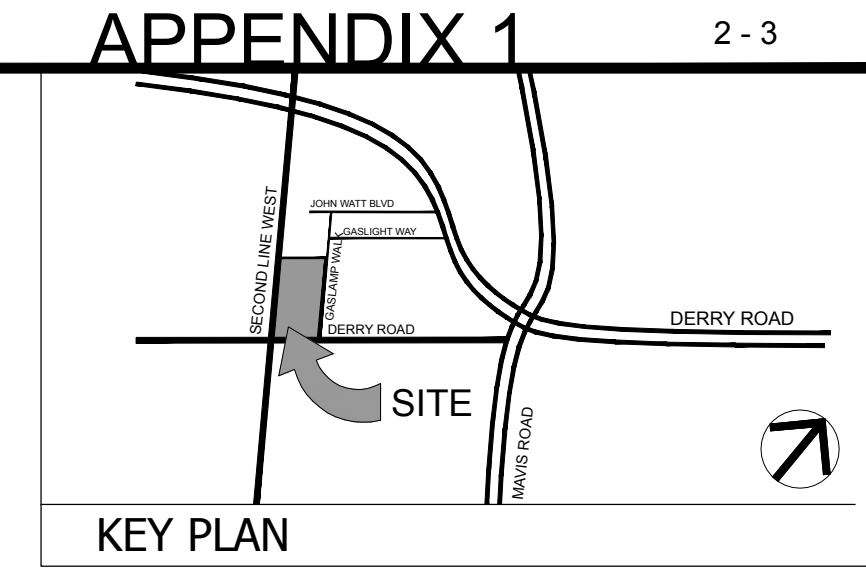 APPENDIX 1
2 - 3
SECOND LINE WEST
JOHN WATT BLVD
GASLIGHT WAY
GASLAMP WALK
DERRY ROAD
DERRY ROAD
SITE
MAVIS ROAD
KEY PLAN